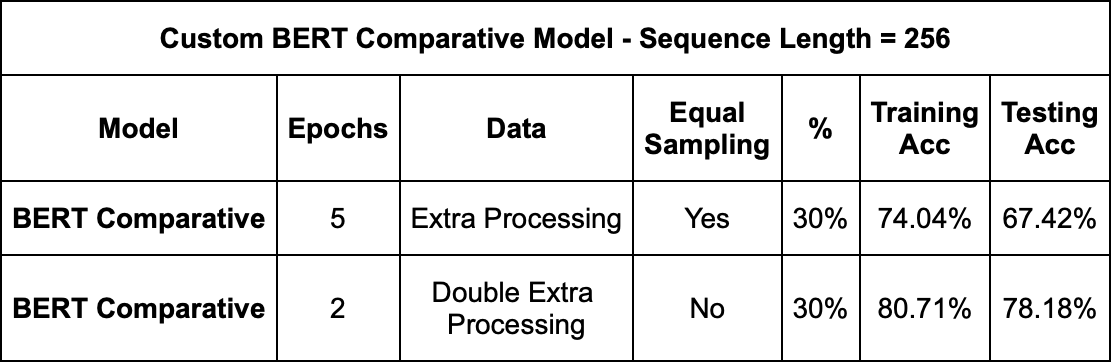 Custom BERT Comparative Model - Sequence Length = 256
Model Epochs Data Equal Sampling % Training Acc Testing Acc
BERT Comparative 5 Extra Processing Yes 30% 74.04% 67.42%
BERT Comparative 2 Double Extra Processing No 30% 80.71% 78.18%